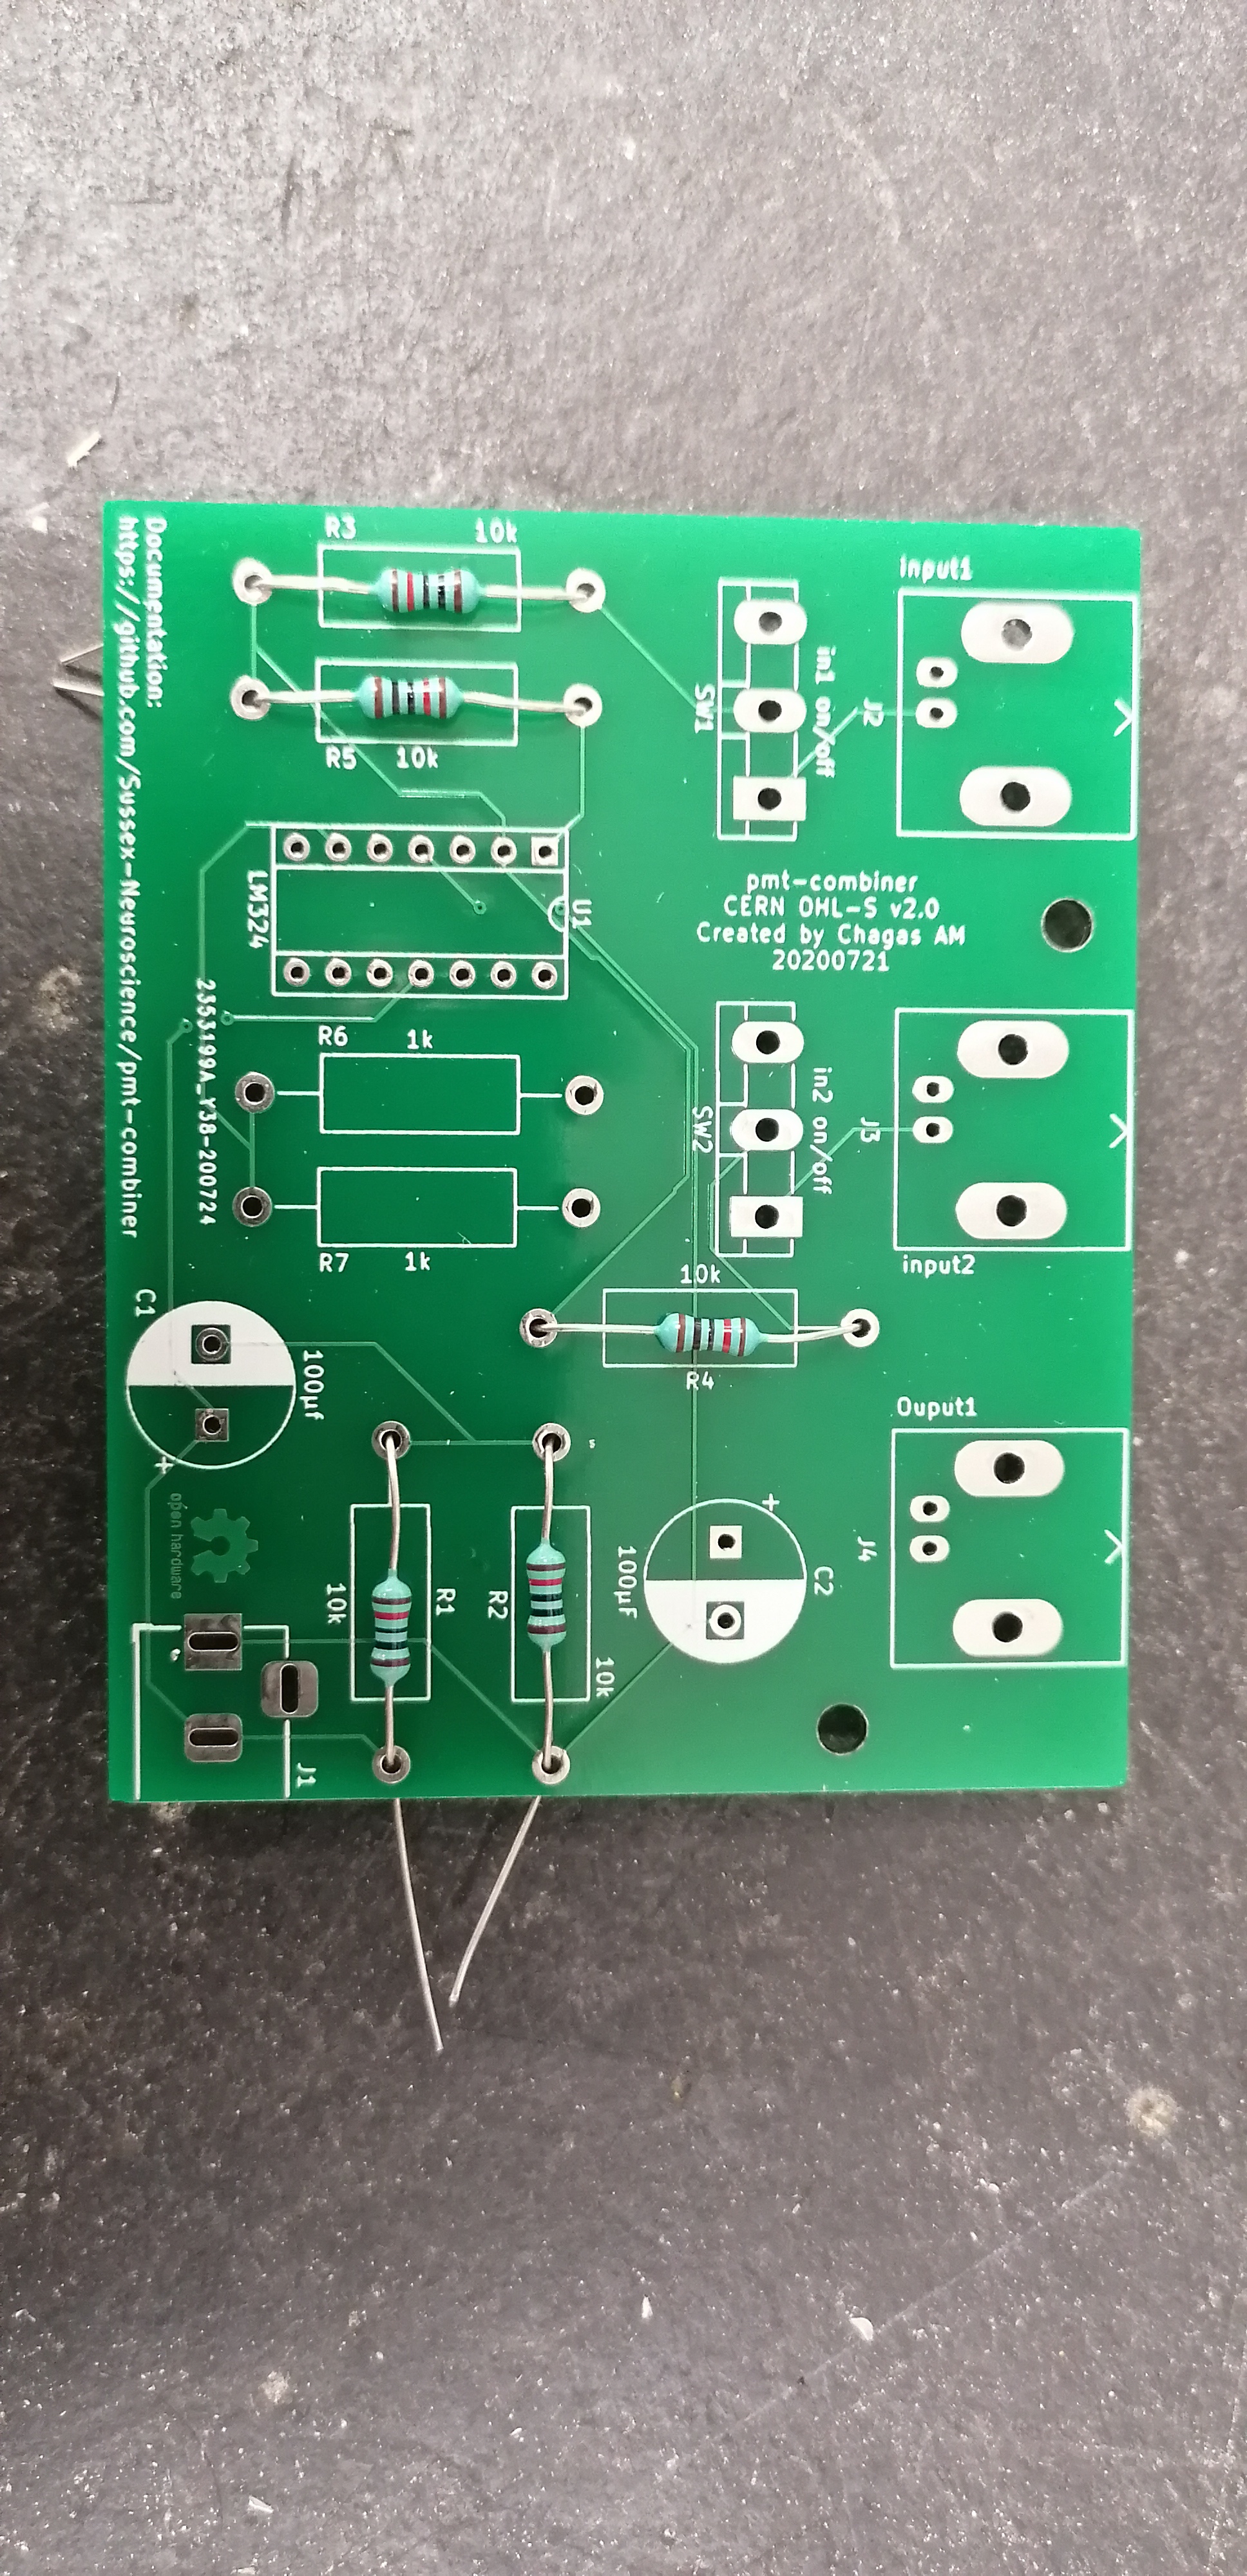 R3 10k
Input1
Documentation:
https://github.com/Sussex-Neuroscience/pmt-combiner
in1 on/off
SW1
J2
R5 10k
pmt-combiner
CERN OHL-S v2.0
Created by Chagas AM
20200721
U1
LM324
2353199A_Y38-200724
R6 1k
in2 on/off
SW2
J3
R7 1k
input2
10k
R4
C1
100µf
+
Ouput1
open hardware
R1
10k
R2
10k
+
100µF
C2
J4
J1